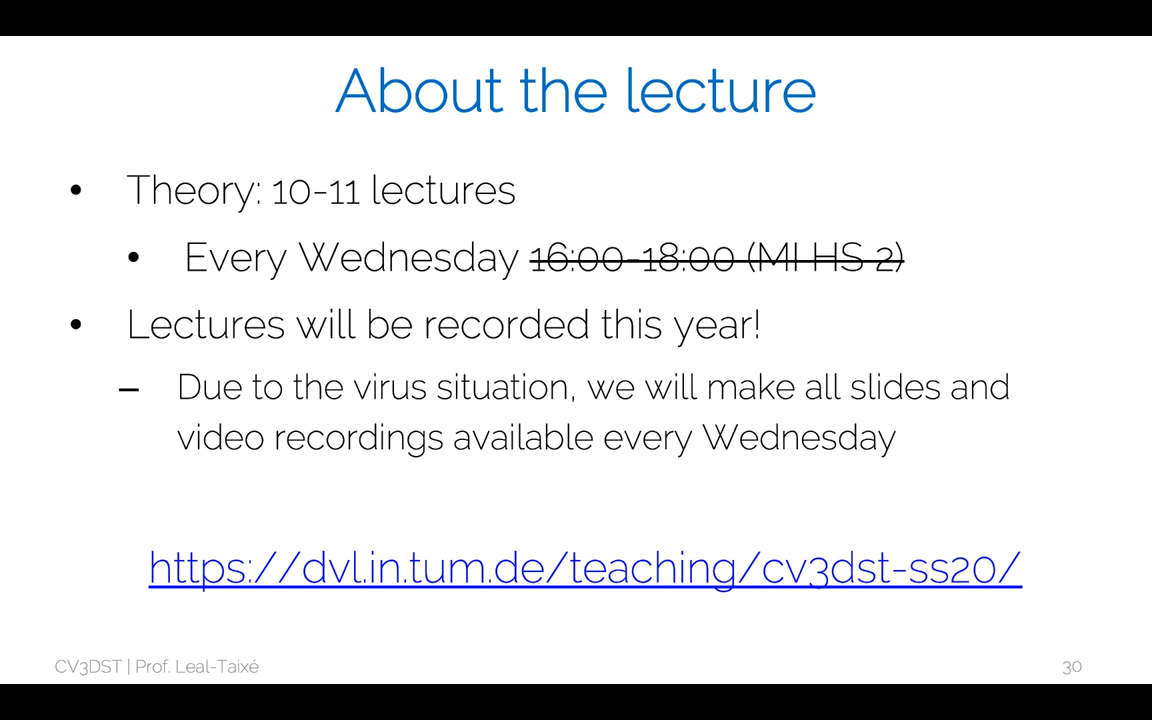 About the lecture
• Theory: 10-11 lectures
• Every Wednesday 16:00-18:00 (MI HS 2)
• Lectures will be recorded this year!
– Due to the virus situation, we will make all slides and
video recordings available every Wednesday
https://dvl.in.tum.de/teaching/cv3dst-ss20/
CV3DST | Prof. Leal-Taixé
30